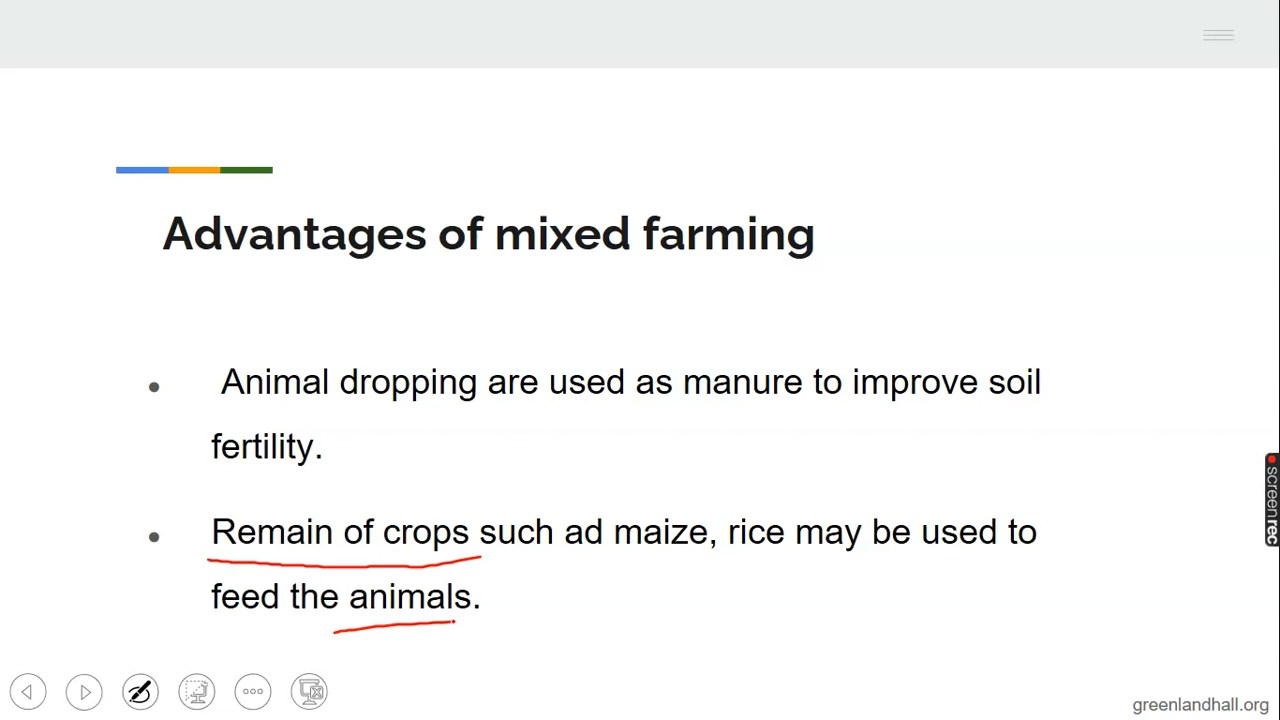 Advantages of mixed farming
Animal dropping are used as manure to improve soil
fertility.
Remain of crops such ad maize, rice may be used to
feed the animals.
screenrec
greenlandhall.org